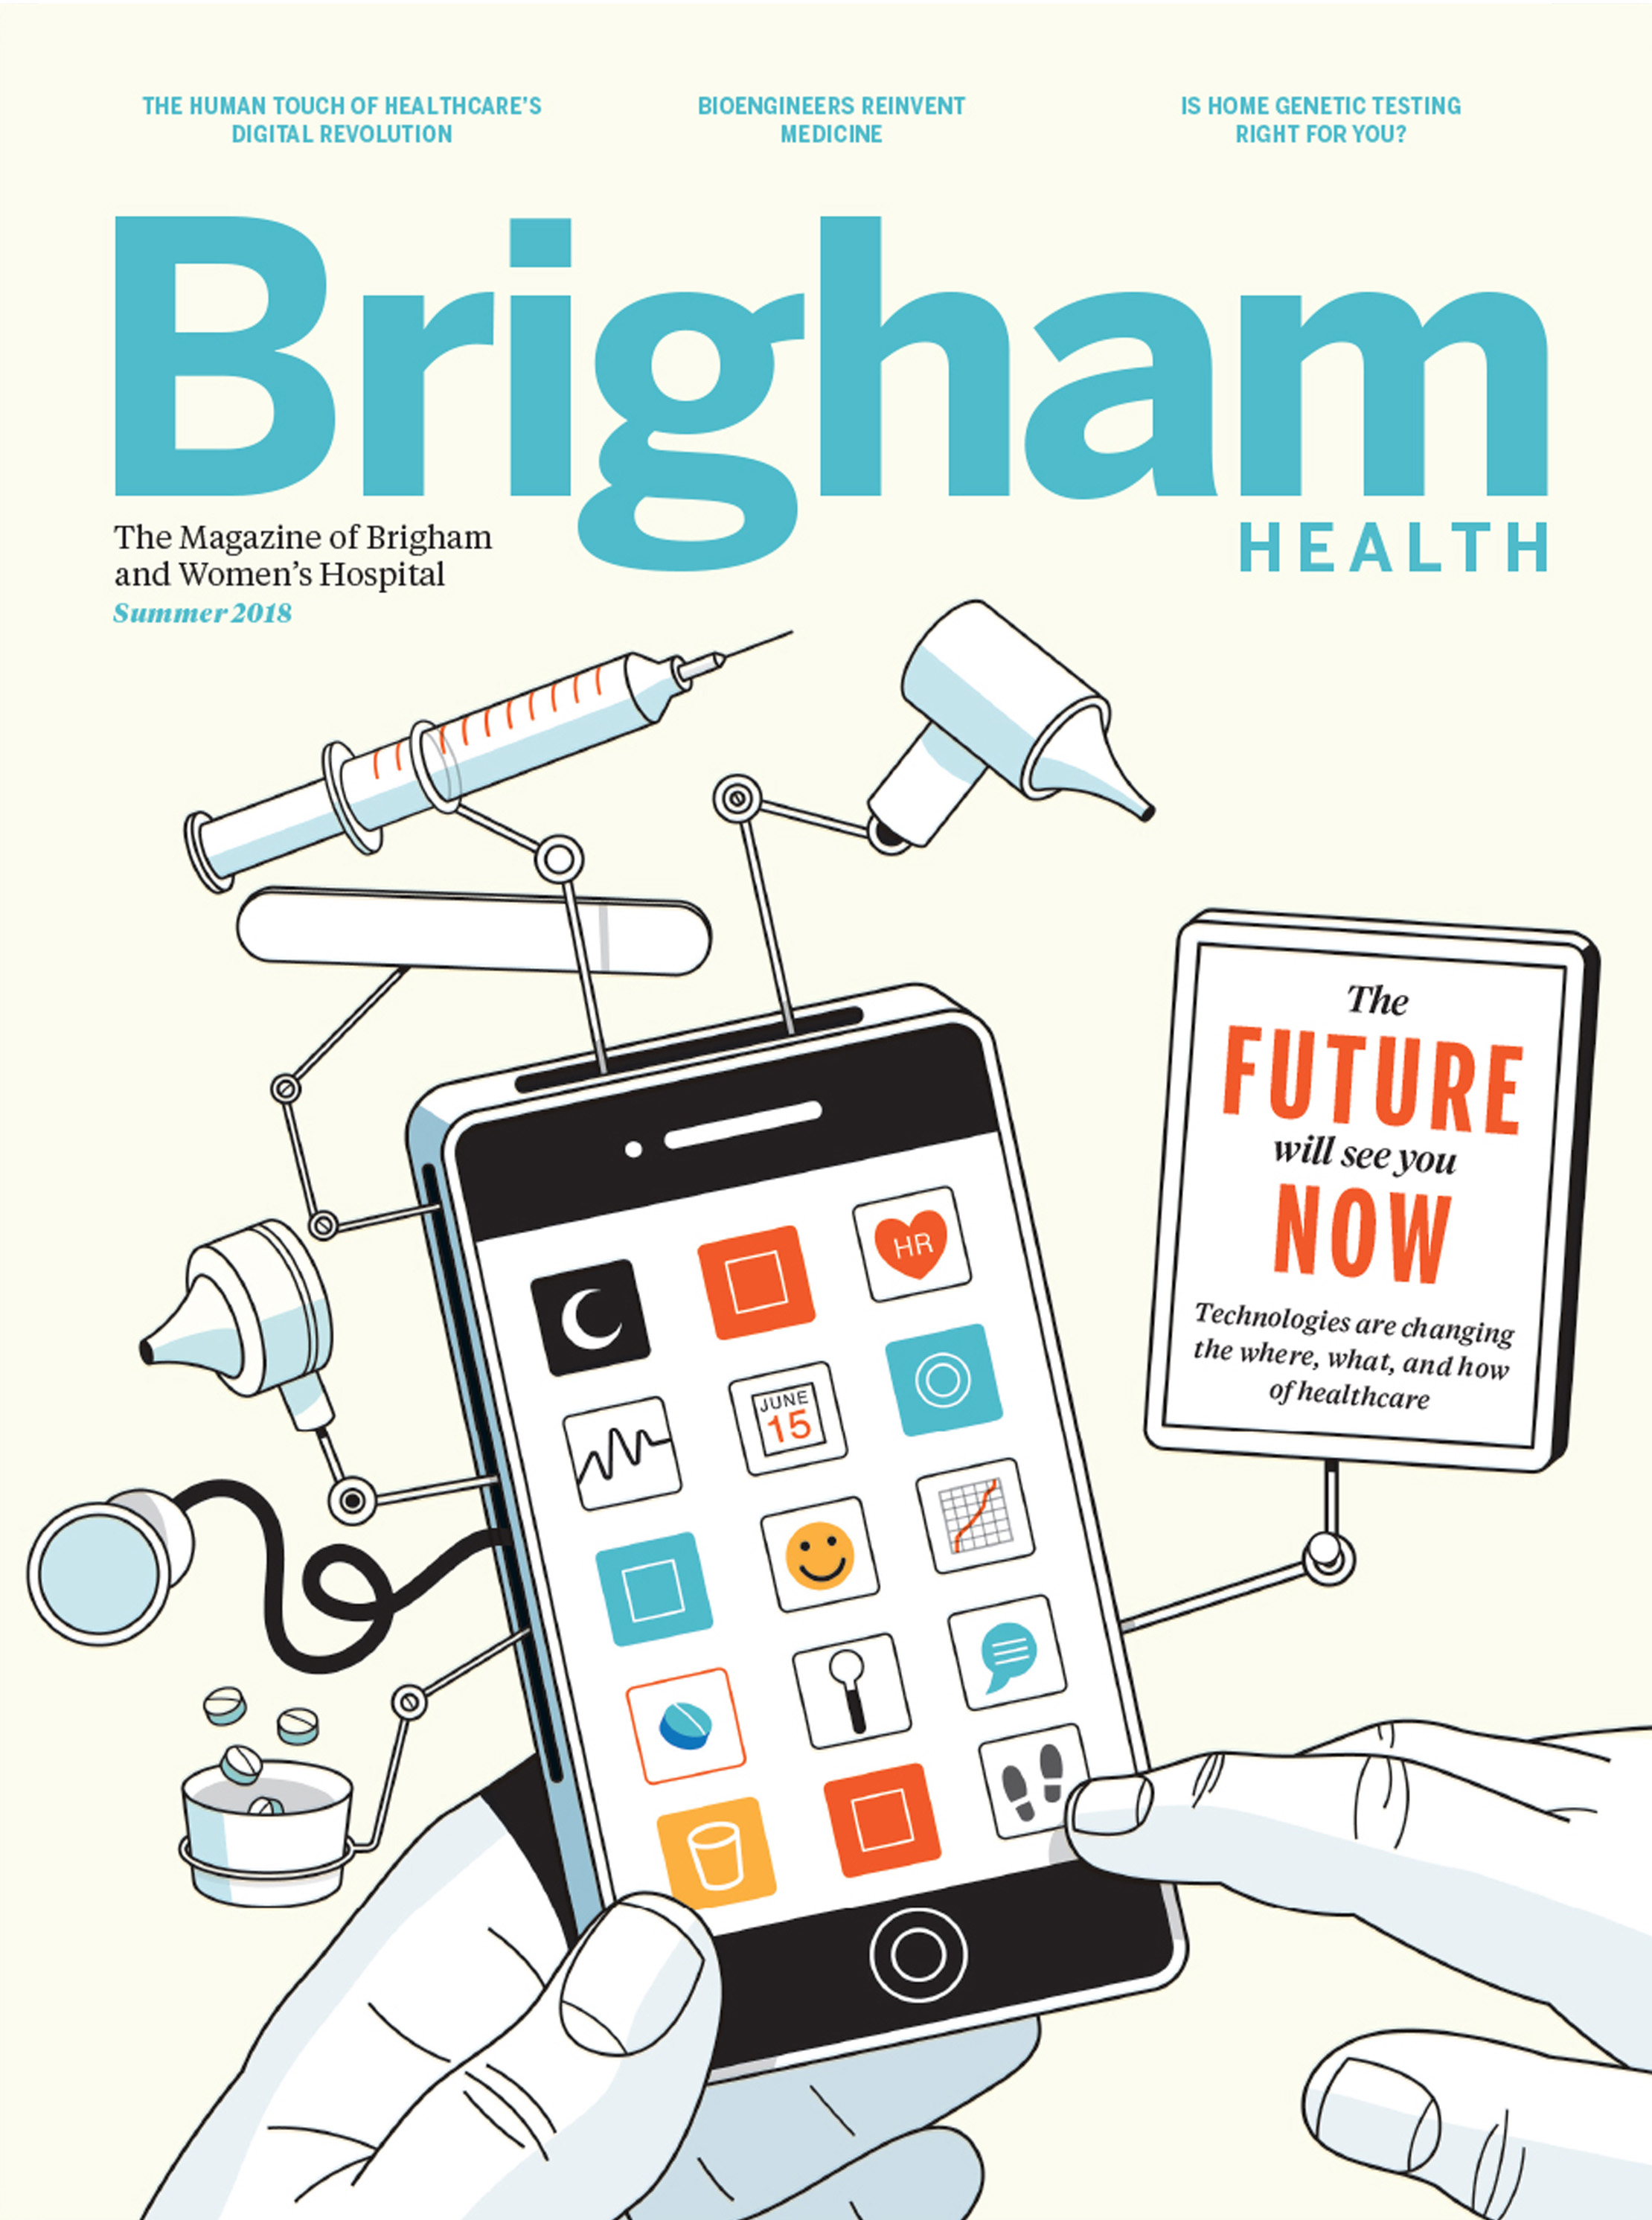 THE HUMAN TOUCH OF HEALTHCARE'S
DIGITAL REVOLUTION
BIOENGINEERS REINVENT
MEDICINE
IS HOME GENETIC TESTING
RIGHT FOR YOU?
Brigham
HEALTH
The Magazine of Brigham
and Women's Hospital
Summer 2018
The
FUTURE
will see you
NOW
Technologies are changing
the where, what, and how
of healthcare
HR
JUNE
15